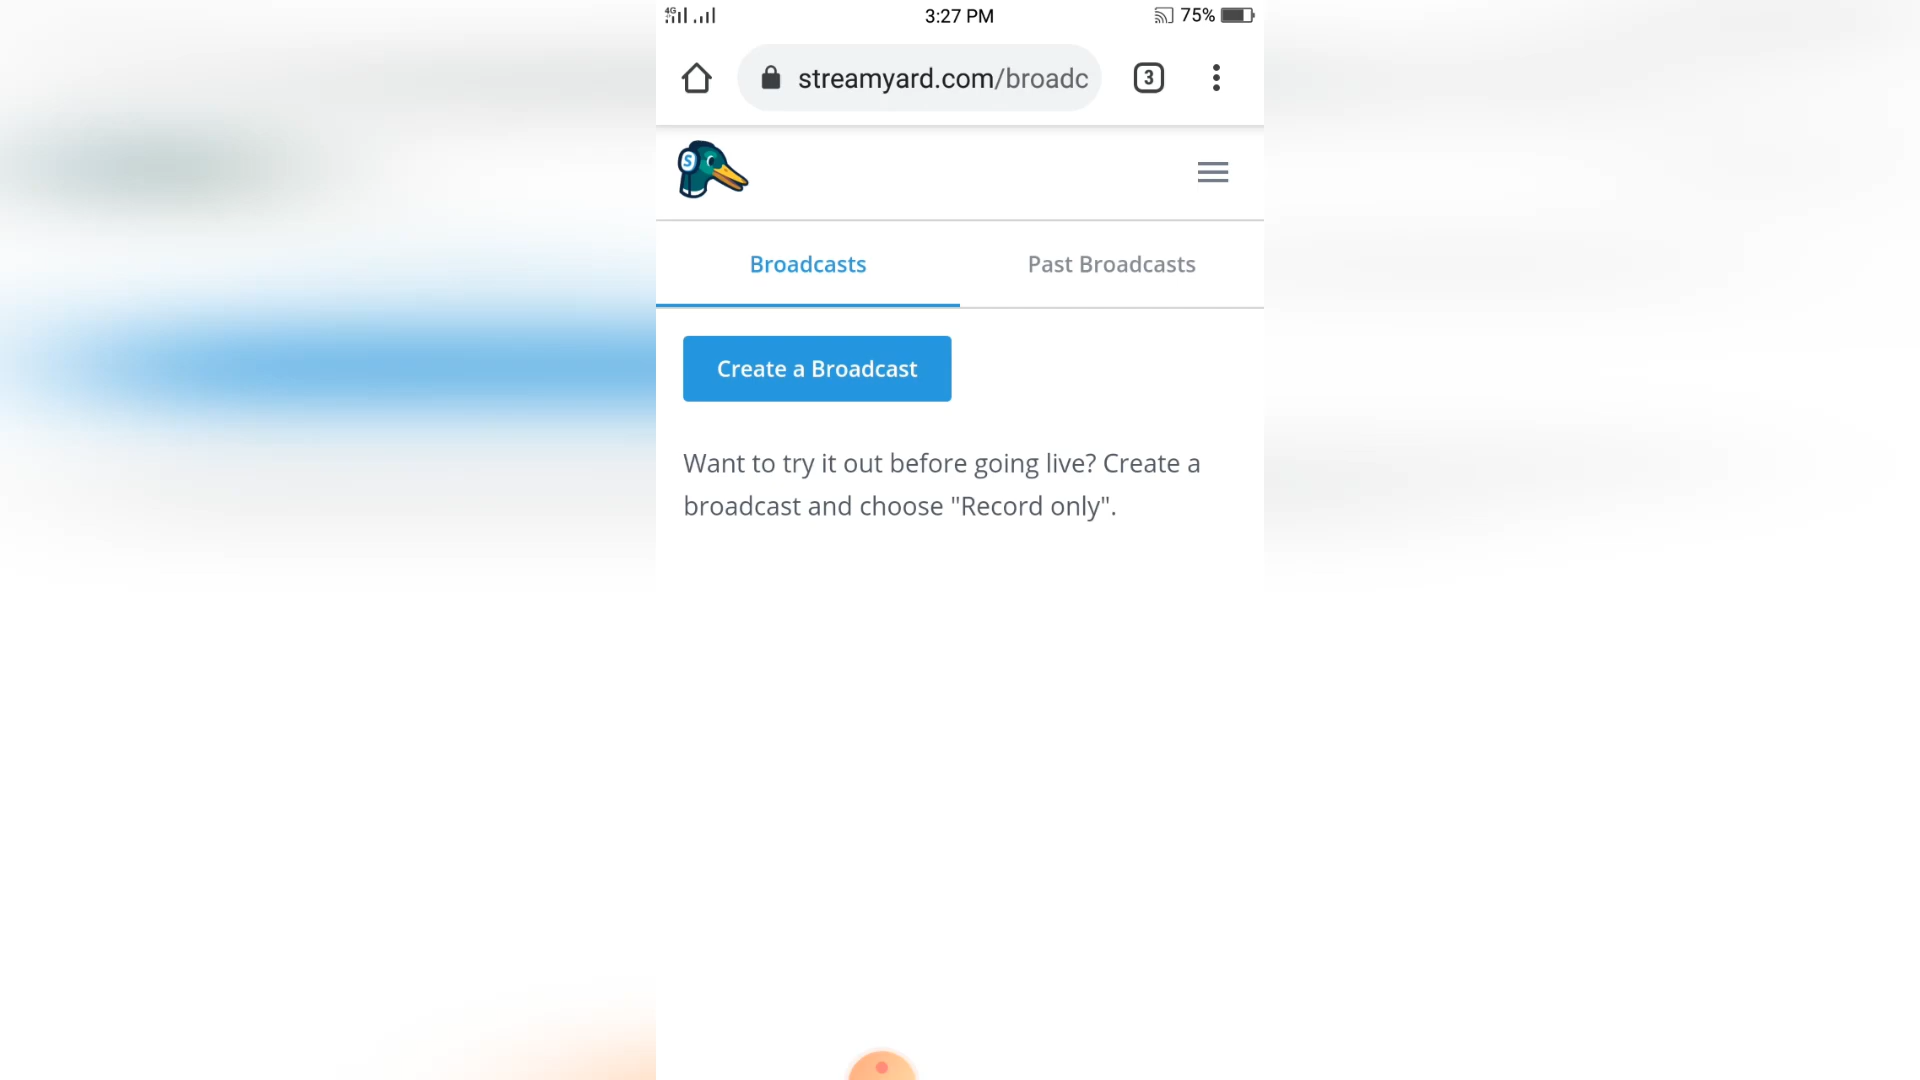 4G
3:27 PM
75%
streamyard.com/broadc
3
S
Broadcasts
Past Broadcasts
Create a Broadcast
Want to try it out before going live? Create a
broadcast and choose "Record only".